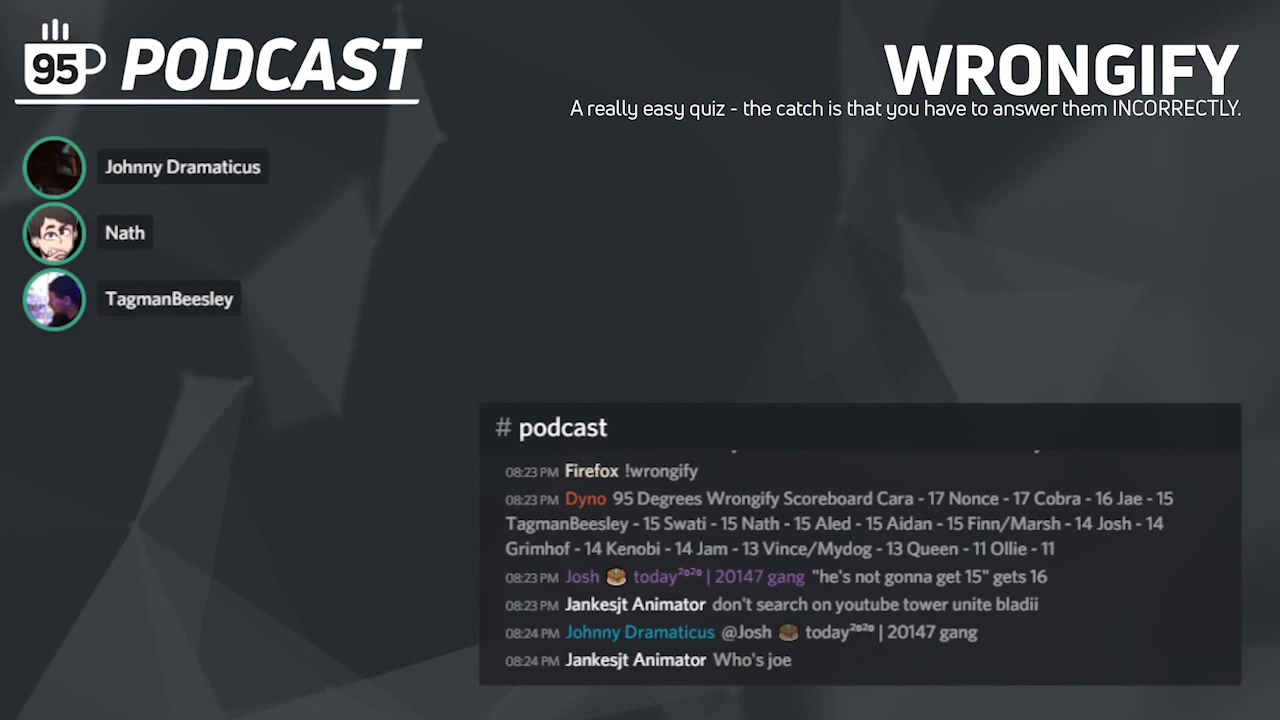 95 PODCAST
WRONGIFY
A really easy quiz - the catch is that you have to answer them INCORRECTLY.
Johnny Dramaticus
Nath
TagmanBeesley
# podcast
08:23 PM Firefox !wrongify
08:23 PM Dyno 95 Degrees Wrongify Scoreboard Cara - 17 Nonce - 17 Cobra - 16 Jae - 15
TagmanBeesley - 15 Swati - 15 Nath - 15 Aled - 15 Aidan - 15 Finn/Marsh - 14 Josh - 14
Grimhof - 14 Kenobi - 14 Jam - 13 Vince/Mydog - 13 Queen - 11 Ollie - 11
08:23 PM Josh 🎂 today²⁰²⁰ | 20147 gang "he's not gonna get 15" gets 16
08:23 PM Jankesjt Animator don't search on youtube tower unite bladii
08:24 PM Johnny Dramaticus @Josh 🎂 today²⁰²⁰ | 20147 gang
08:24 PM Jankesjt Animator Who's joe